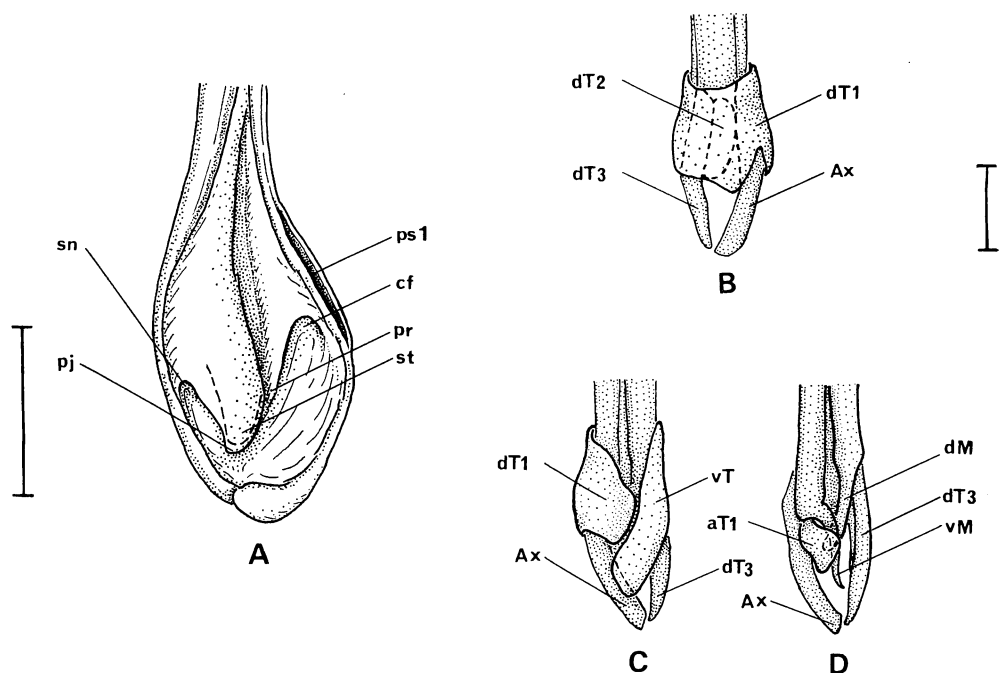 sn
pj
ps1
cf
pr
st
A
dT2
dT1
dT3
Ax
B
dT1
vT
Ax
dT3
C
dM
dT3
aT1
vM
Ax
D